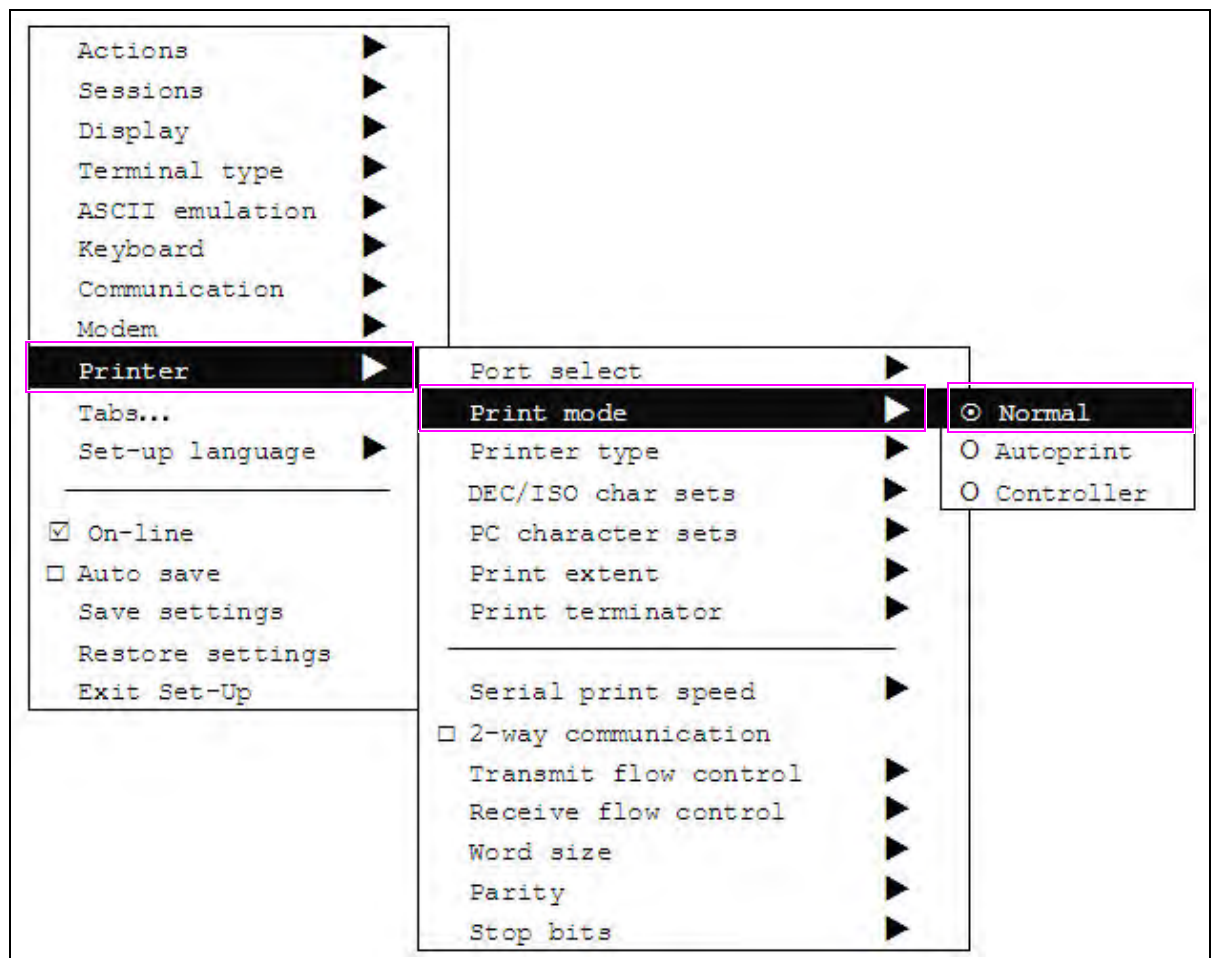 Actions ▶
Sessions ▶
Display ▶
Terminal type ▶
ASCII emulation ▶
Keyboard ▶
Communication ▶
Modem ▶
Printer ▶
Tabs...
Set-up language ▶
☑ On-line
□ Auto save
Save settings
Restore settings
Exit Set-Up
Port select ▶
Print mode ▶
Printer type ▶
DEC/ISO char sets ▶
PC character sets ▶
Print extent ▶
Print terminator ▶
Serial print speed ▶
□ 2-way communication
Transmit flow control ▶
Receive flow control ▶
Word size ▶
Parity ▶
Stop bits ▶
⊙ Normal
O Autoprint
O Controller